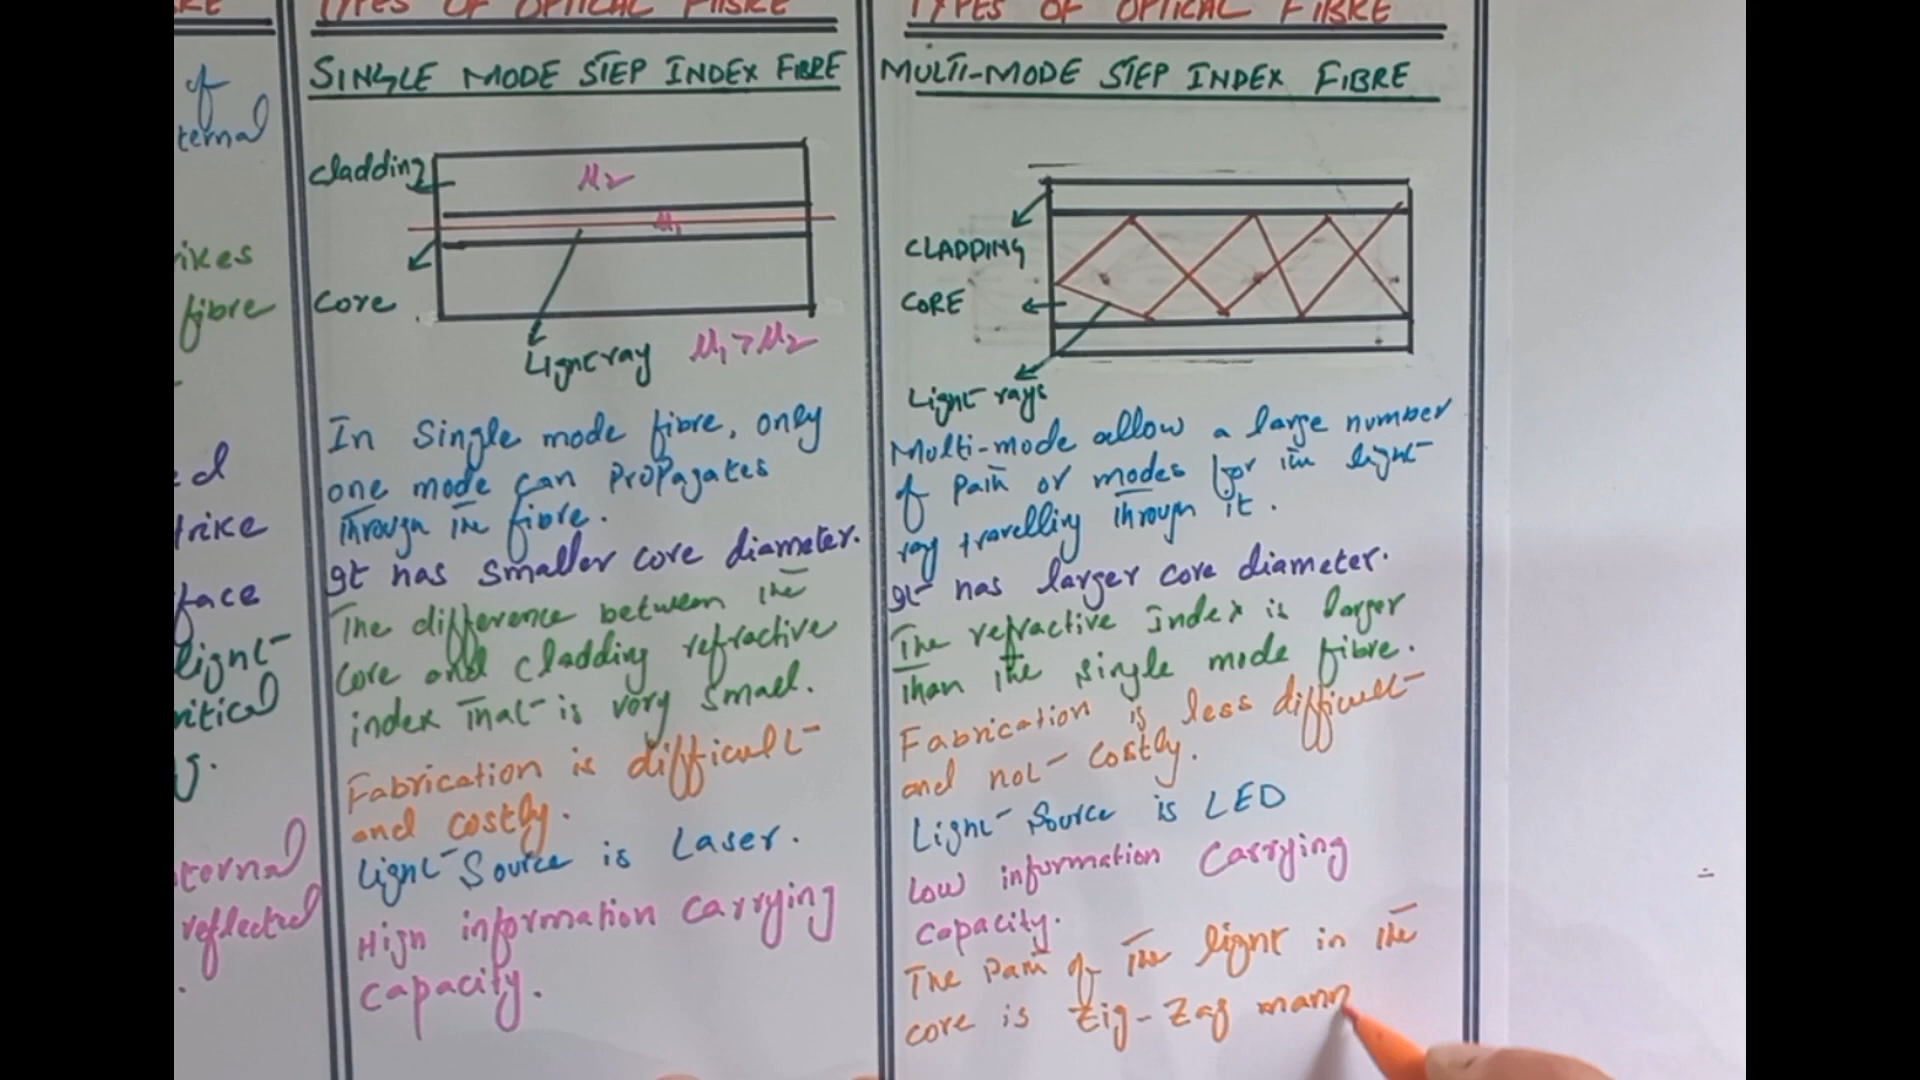 TYPES OF OPTICAL FIBRE
SINGLE MODE STEP INDEX FIBRE
cladding
μ2
μ1
core
Light ray
μ1 > μ2
In single mode fibre, only
one mode can propagates
through the fibre.
It has smaller core diameter.
The difference between the
core and cladding refractive
index that is very small.
Fabrication is difficult
and costly.
Light source is Laser.
High information carrying
capacity.
TYPES OF OPTICAL FIBRE
MULTI-MODE STEP INDEX FIBRE
CLADDING
CORE
Light rays
Multi-mode allow a large number
of path or modes for the light
ray travelling through it.
It has larger core diameter.
The refractive index is larger
than the single mode fibre.
Fabrication is less difficult
and not costly.
Light source is LED
Low information carrying
capacity.
The path of the light in the
core is zig-zag mann
of
ternal
ikes
fibre
ed
trike
face
light
ritical
g.
ternal
reflected